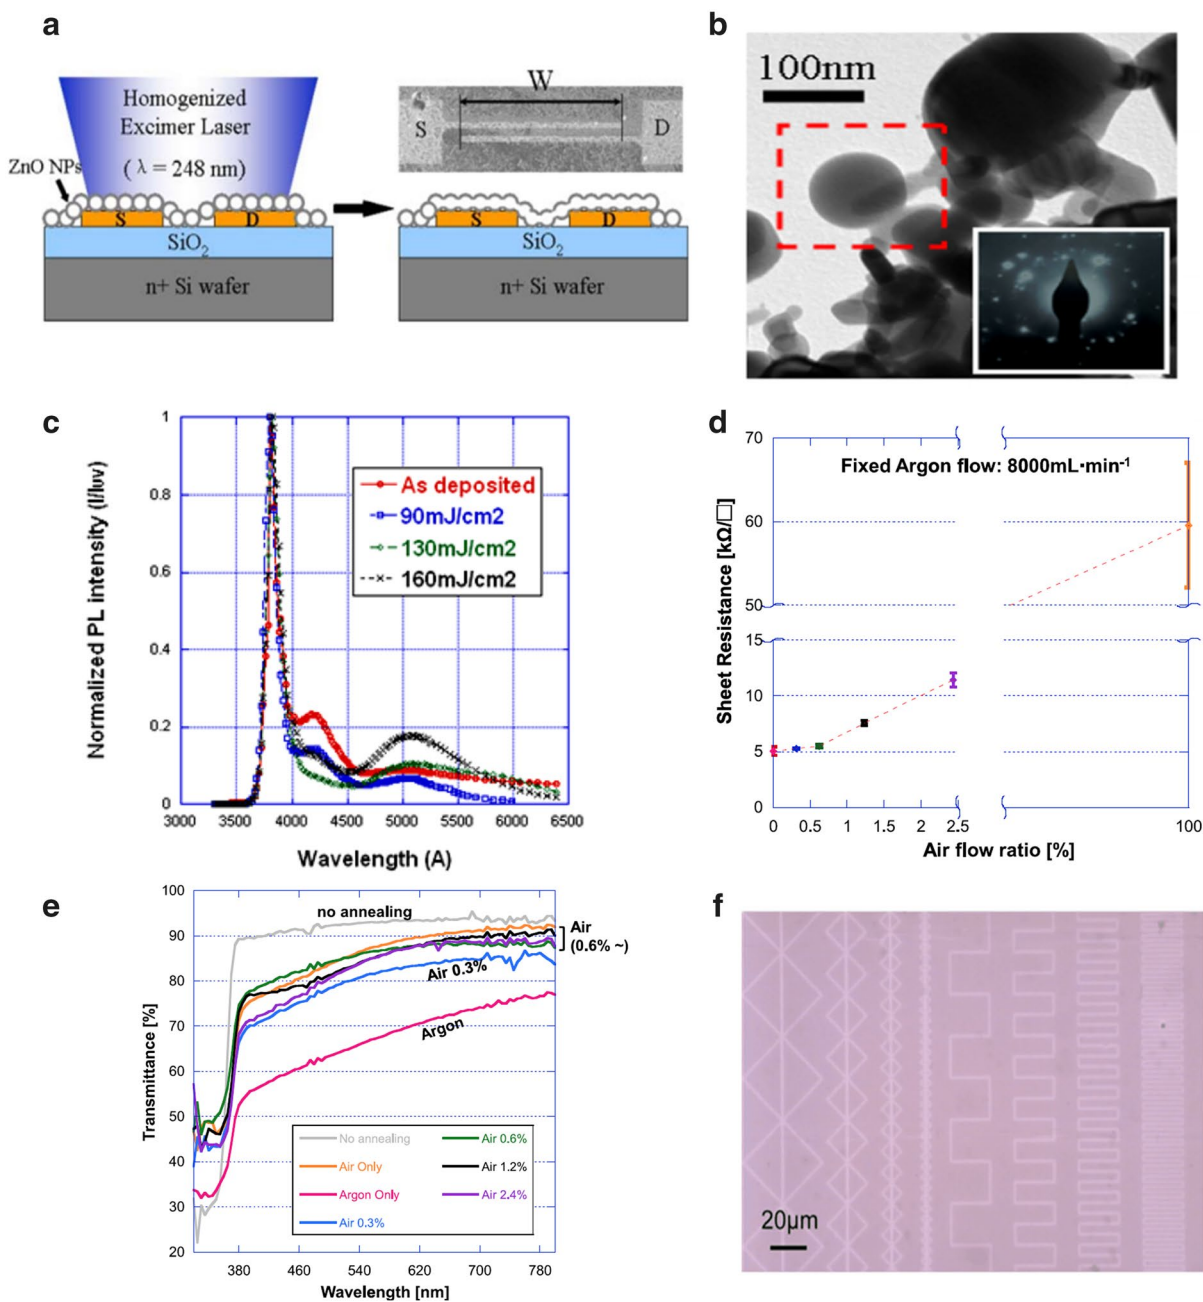 a
Homogenized
Excimer Laser
( λ = 248 nm)
ZnO NPs
S
D
SiO2
n+ Si wafer
W
S
D
S
D
SiO2
n+ Si wafer
b
100nm
c
Normalized PL intensity (I/Iuv)
1
0.8
0.6
0.4
0.2
0
3000
3500
4000
4500
5000
5500
6000
6500
Wavelength (A)
As deposited
90mJ/cm2
130mJ/cm2
160mJ/cm2
d
Sheet Resistance [kΩ/□]
70
60
50
15
10
5
0
Fixed Argon flow: 8000mL·min-1
0
0.5
1
1.5
2
2.5
100
Air flow ratio [%]
e
Transmittance [%]
100
90
80
70
60
50
40
30
20
no annealing
Air
(0.6% ~)
Air 0.3%
Argon
No annealing
Air Only
Argon Only
Air 0.3%
Air 0.6%
Air 1.2%
Air 2.4%
380
460
540
620
700
780
Wavelength [nm]
f
20µm